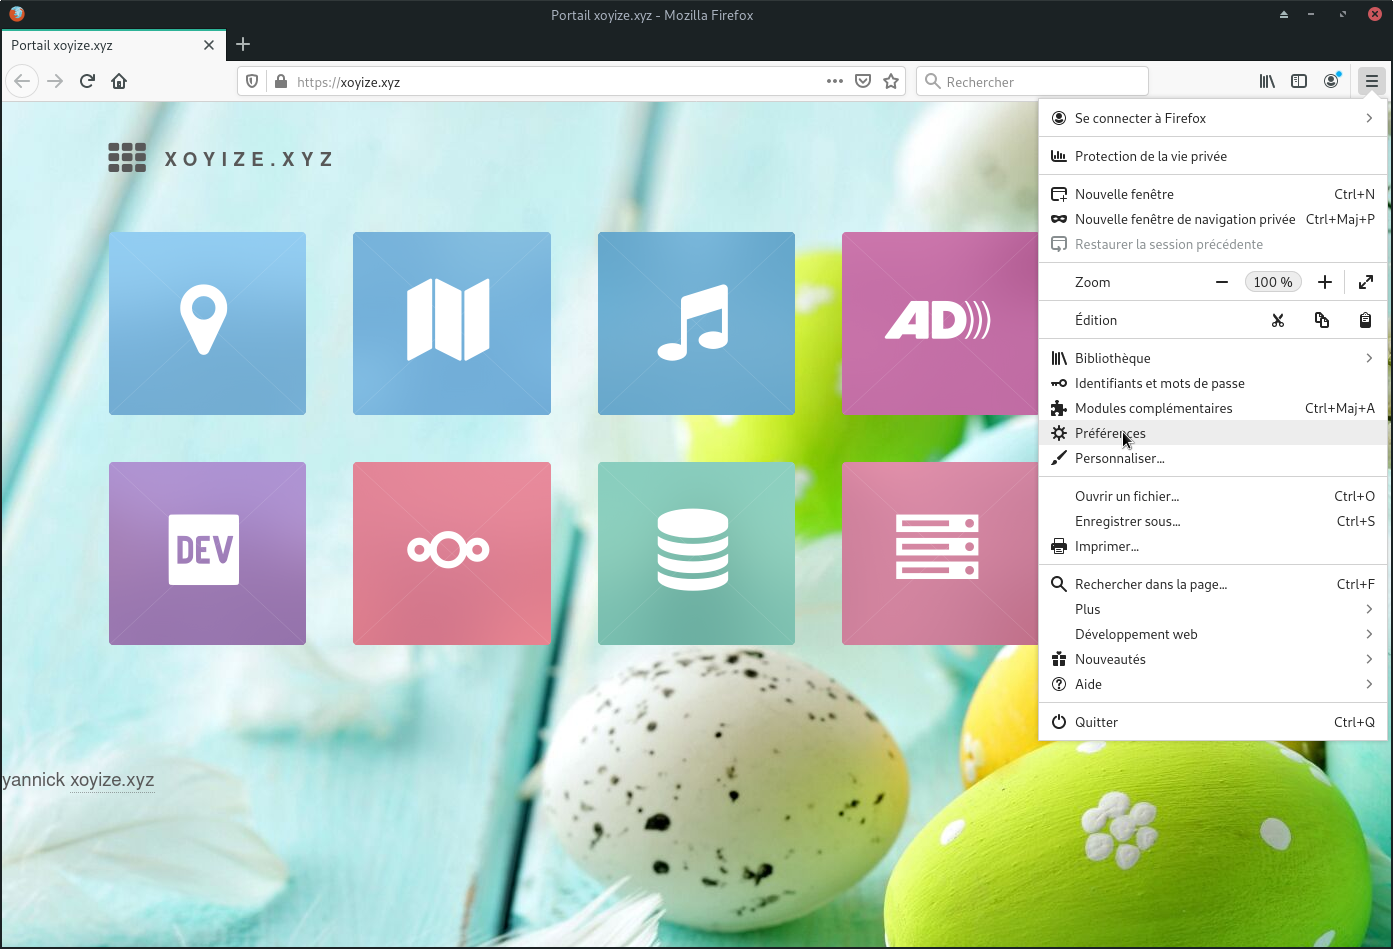 Portail xoyize.xyz - Mozilla Firefox
Portail xoyize.xyz
https://xoyize.xyz
Rechercher
XOYIZE.XYZ
AD
DEV
yannick xoyize.xyz
Se connecter à Firefox
Protection de la vie privée
Nouvelle fenêtre Ctrl+N
Nouvelle fenêtre de navigation privée Ctrl+Maj+P
Restaurer la session précédente
Zoom 100 %
Édition
Bibliothèque
Identifiants et mots de passe
Modules complémentaires Ctrl+Maj+A
Préférences
Personnaliser…
Ouvrir un fichier… Ctrl+O
Enregistrer sous… Ctrl+S
Imprimer…
Rechercher dans la page… Ctrl+F
Plus
Développement web
Nouveautés
Aide
Quitter Ctrl+Q